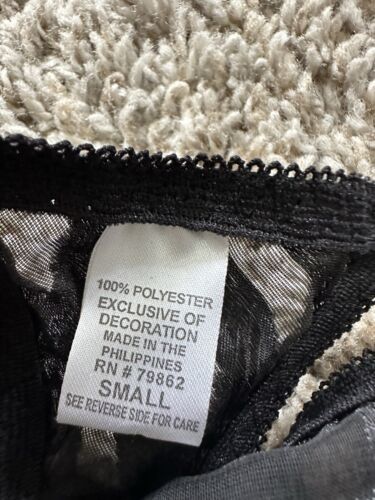 100% POLYESTER
EXCLUSIVE OF
DECORATION
MADE IN THE
PHILIPPINES
RN # 79862
SMALL
SEE REVERSE SIDE FOR CARE